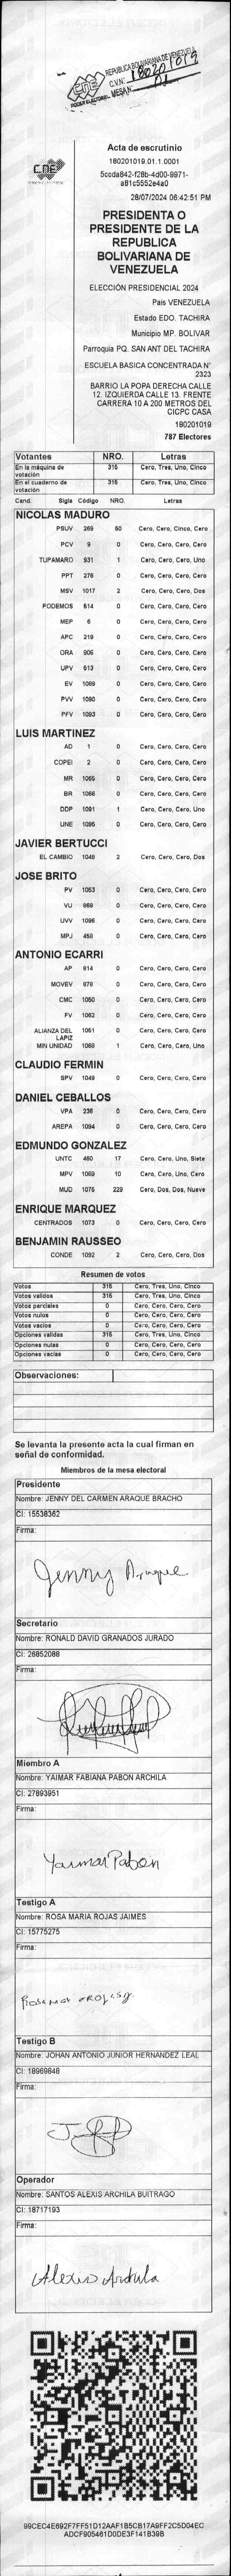 REPUBLICA BOLIVARIANA DE VENEZUELA
CNE
C.V.N: 180201019
PODER ELECTORAL MESA N° 01
CNE
Acta de escrutinio
180201019.01.1.0001
5ccda842-f28b-4d00-9971-
a81c5552e4a0
28/07/2024 06:42:51 PM
PRESIDENTA O
PRESIDENTE DE LA
REPUBLICA
BOLIVARIANA DE
VENEZUELA
ELECCIÓN PRESIDENCIAL 2024
Pais VENEZUELA
Estado EDO. TACHIRA
Municipio MP. BOLIVAR
Parroquia PQ. SAN ANT DEL TACHIRA
ESCUELA BASICA CONCENTRADA N°
2323
BARRIO LA POPA DERECHA CALLE
12. IZQUIERDA CALLE 13. FRENTE
CARRERA 10 A 200 METROS DEL
CICPC CASA
180201019
787 Electores
Votantes NRO. Letras
En la máquina de votación 315 Cero, Tres, Uno, Cinco
En el cuaderno de votación 315 Cero, Tres, Uno, Cinco
Cand. Sigla Código NRO. Letras
NICOLAS MADURO
PSUV 269 50 Cero, Cero, Cinco, Cero
PCV 9 0 Cero, Cero, Cero, Cero
TUPAMARO 931 1 Cero, Cero, Cero, Uno
PPT 276 0 Cero, Cero, Cero, Cero
MSV 1017 2 Cero, Cero, Cero, Dos
PODEMOS 514 0 Cero, Cero, Cero, Cero
MEP 6 0 Cero, Cero, Cero, Cero
APC 219 0 Cero, Cero, Cero, Cero
ORA 906 0 Cero, Cero, Cero, Cero
UPV 513 0 Cero, Cero, Cero, Cero
EV 1089 0 Cero, Cero, Cero, Cero
PVV 1090 0 Cero, Cero, Cero, Cero
PFV 1093 0 Cero, Cero, Cero, Cero
LUIS MARTINEZ
AD 1 0 Cero, Cero, Cero, Cero
COPEI 2 0 Cero, Cero, Cero, Cero
MR 1065 0 Cero, Cero, Cero, Cero
BR 1066 0 Cero, Cero, Cero, Cero
DDP 1091 1 Cero, Cero, Cero, Uno
UNE 1095 0 Cero, Cero, Cero, Cero
JAVIER BERTUCCI
EL CAMBIO 1048 2 Cero, Cero, Cero, Dos
JOSE BRITO
PV 1053 0 Cero, Cero, Cero, Cero
VU 968 0 Cero, Cero, Cero, Cero
UVV 1096 0 Cero, Cero, Cero, Cero
MPJ 458 0 Cero, Cero, Cero, Cero
ANTONIO ECARRI
AP 814 0 Cero, Cero, Cero, Cero
MOVEV 878 0 Cero, Cero, Cero, Cero
CMC 1050 0 Cero, Cero, Cero, Cero
FV 1062 0 Cero, Cero, Cero, Cero
ALIANZA DEL LAPIZ 1061 0 Cero, Cero, Cero, Cero
MIN UNIDAD 1068 1 Cero, Cero, Cero, Uno
CLAUDIO FERMIN
SPV 1049 0 Cero, Cero, Cero, Cero
DANIEL CEBALLOS
VPA 236 0 Cero, Cero, Cero, Cero
AREPA 1094 0 Cero, Cero, Cero, Cero
EDMUNDO GONZALEZ
UNTC 460 17 Cero, Cero, Uno, Siete
MPV 1069 10 Cero, Cero, Uno, Cero
MUD 1075 229 Cero, Dos, Dos, Nueve
ENRIQUE MARQUEZ
CENTRADOS 1073 0 Cero, Cero, Cero, Cero
BENJAMIN RAUSSEO
CONDE 1092 2 Cero, Cero, Cero, Dos
Resumen de votos
Votos 315 Cero, Tres, Uno, Cinco
Votos validos 315 Cero, Tres, Uno, Cinco
Votos parciales 0 Cero, Cero, Cero, Cero
Votos nulos 0 Cero, Cero, Cero, Cero
Votos vacios 0 Cero, Cero, Cero, Cero
Opciones validas 315 Cero, Tres, Uno, Cinco
Opciones nulas 0 Cero, Cero, Cero, Cero
Opciones vacias 0 Cero, Cero, Cero, Cero
Observaciones:
Se levanta la presente acta la cual firman en
señal de conformidad.
Miembros de la mesa electoral
Presidente
Nombre: JENNY DEL CARMEN ARAQUE BRACHO
CI: 15538362
Firma:
Jenny Araque
Secretario
Nombre: RONALD DAVID GRANADOS JURADO
CI: 26852088
Firma:
Miembro A
Nombre: YAIMAR FABIANA PABON ARCHILA
CI: 27893951
Firma:
Yaimar Pabon
Testigo A
Nombre: ROSA MARIA ROJAS JAIMES
CI: 15775275
Firma:
Testigo B
Nombre: JOHAN ANTONIO JUNIOR HERNANDEZ LEAL
CI: 18969848
Firma:
Operador
Nombre: SANTOS ALEXIS ARCHILA BUITRAGO
CI: 18717193
Firma:
Alexis Archila
99CEC4E692F7FF51D12AAF185CB17A9FF2C5D04EC
ADCF905461D0DE3F141B39B